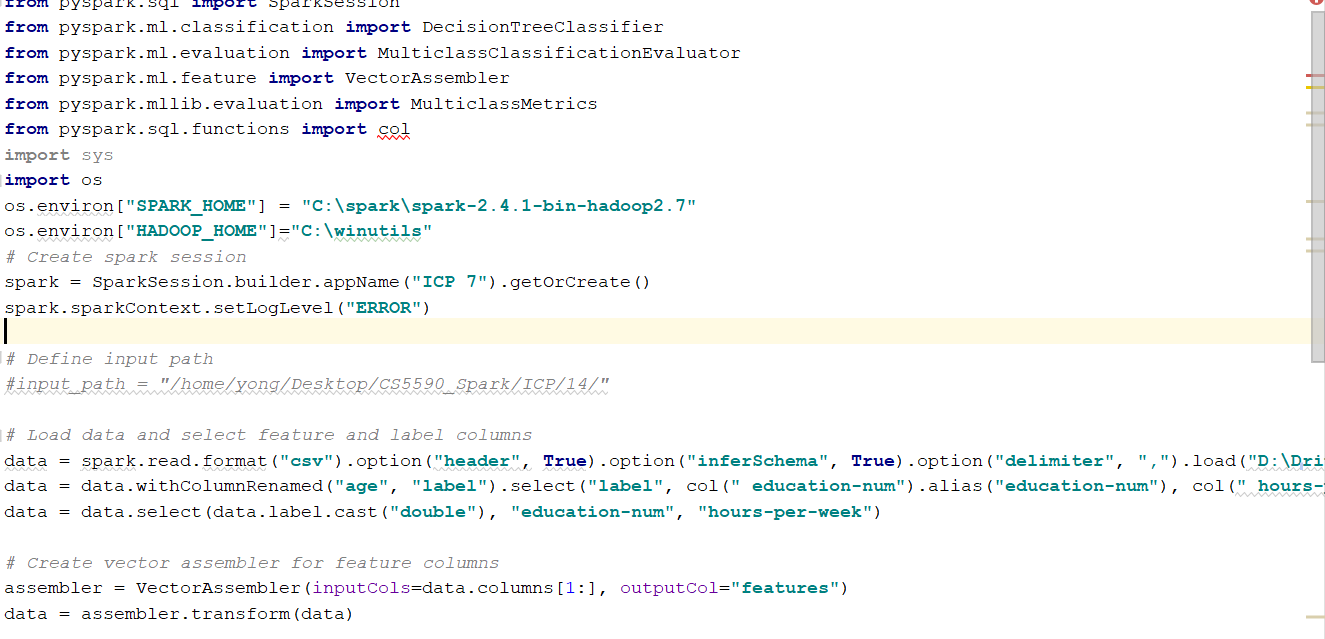 from pyspark.sql import SparkSession
from pyspark.ml.classification import DecisionTreeClassifier
from pyspark.ml.evaluation import MulticlassClassificationEvaluator
from pyspark.ml.feature import VectorAssembler
from pyspark.mllib.evaluation import MulticlassMetrics
from pyspark.sql.functions import col
import sys
import os
os.environ["SPARK_HOME"] = "C:\spark\spark-2.4.1-bin-hadoop2.7"
os.environ["HADOOP_HOME"]="C:\winutils"
# Create spark session
spark = SparkSession.builder.appName("ICP 7").getOrCreate()
spark.sparkContext.setLogLevel("ERROR")
# Define input path
#input_path = "/home/yong/Desktop/CS5590_Spark/ICP/14/"
# Load data and select feature and label columns
data = spark.read.format("csv").option("header", True).option("inferSchema", True).option("delimiter", ",").load("D:\Dri
data = data.withColumnRenamed("age", "label").select("label", col(" education-num").alias("education-num"), col(" hours-
data = data.select(data.label.cast("double"), "education-num", "hours-per-week")
# Create vector assembler for feature columns
assembler = VectorAssembler(inputCols=data.columns[1:], outputCol="features")
data = assembler.transform(data)